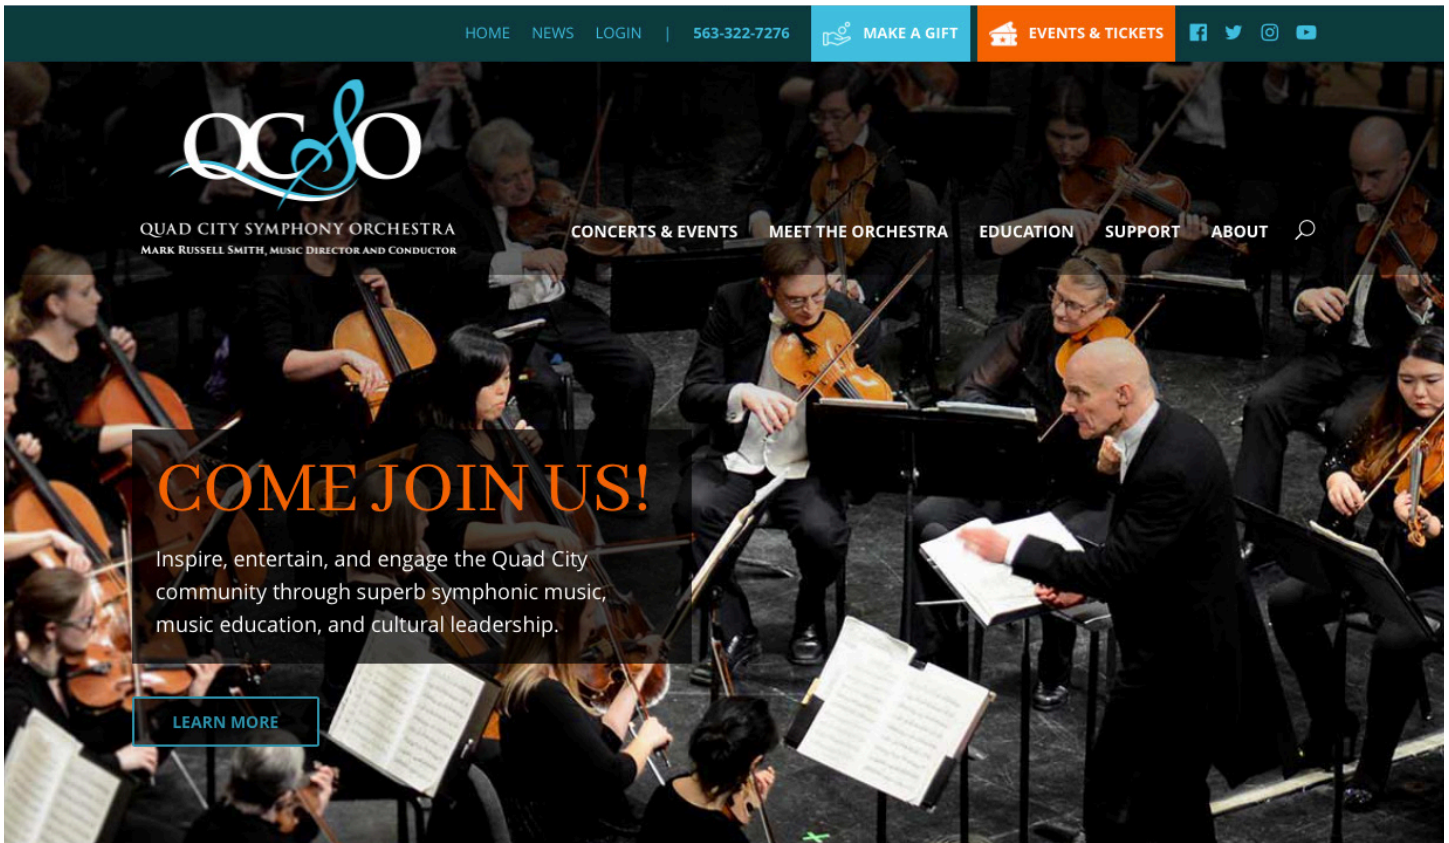 HOME NEWS LOGIN | 563-322-7276 MAKE A GIFT EVENTS & TICKETS
QCSO
QUAD CITY SYMPHONY ORCHESTRA
MARK RUSSELL SMITH, MUSIC DIRECTOR AND CONDUCTOR
CONCERTS & EVENTS MEET THE ORCHESTRA EDUCATION SUPPORT ABOUT
COME JOIN US!
Inspire, entertain, and engage the Quad City
community through superb symphonic music,
music education, and cultural leadership.
LEARN MORE